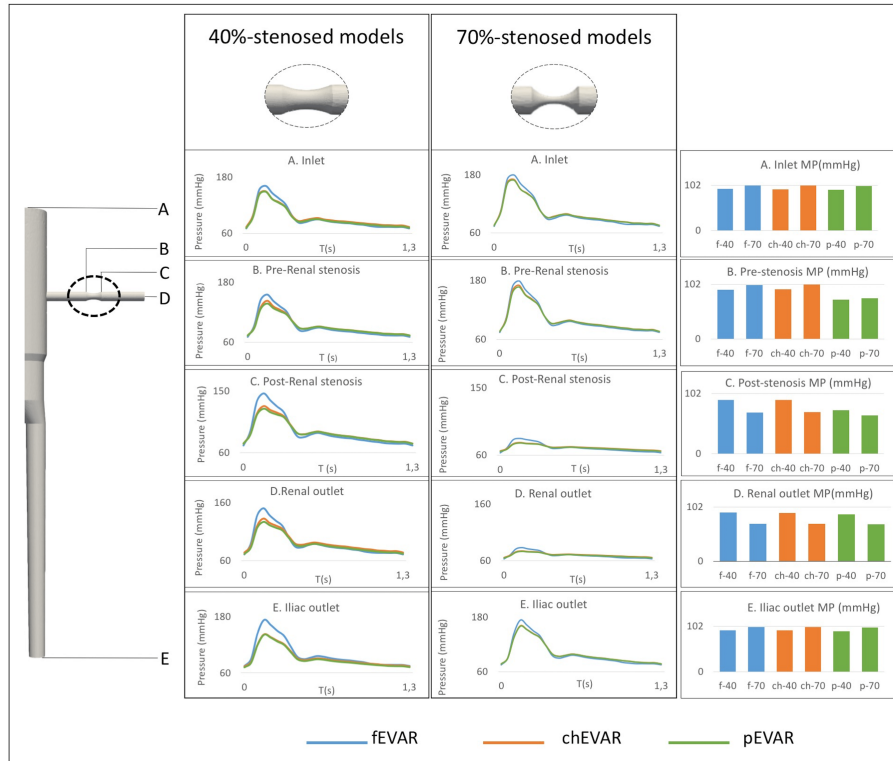 40%-stenosed models
70%-stenosed models
A
B
C
D
E
A. Inlet
180
60
Pressure (mmHg)
0
T(s)
1,3
A. Inlet
180
60
Pressure (mmHg)
0
T(s)
1,3
A. Inlet MP(mmHg)
102
0
f-40 f-70 ch-40 ch-70 p-40 p-70
B. Pre-Renal stenosis
180
60
Pressure (mmHg)
0
T (s)
1,3
B. Pre-Renal stenosis
180
60
Pressure (mmHg)
0
T (s)
1,3
B. Pre-stenosis MP (mmHg)
102
0
f-40 f-70 ch-40 ch-70 p-40 p-70
C. Post-Renal stenosis
150
60
Pressure (mmHg)
0
T(s)
1,3
C. Post-Renal stenosis
150
60
Pressure (mmHg)
0
T(s)
1,3
C. Post-stenosis MP (mmHg)
102
0
f-40 f-70 ch-40 ch-70 p-40 p-70
D.Renal outlet
160
60
Pressure (mmHg)
0
T(s)
1,3
D. Renal outlet
160
60
Pressure (mmHg)
0
T(s)
1,3
D. Renal outlet MP(mmHg)
102
0
f-40 f-70 ch-40 ch-70 p-40 p-70
E. Iliac outlet
180
60
Pressure (mmHg)
0
T(s)
1,3
E. Iliac outlet
180
60
Pressure (mmHg)
0
T(s)
1,3
E. Iliac outlet MP (mmHg)
102
0
f-40 f-70 ch-40 ch-70 p-40 p-70
fEVAR
chEVAR
pEVAR